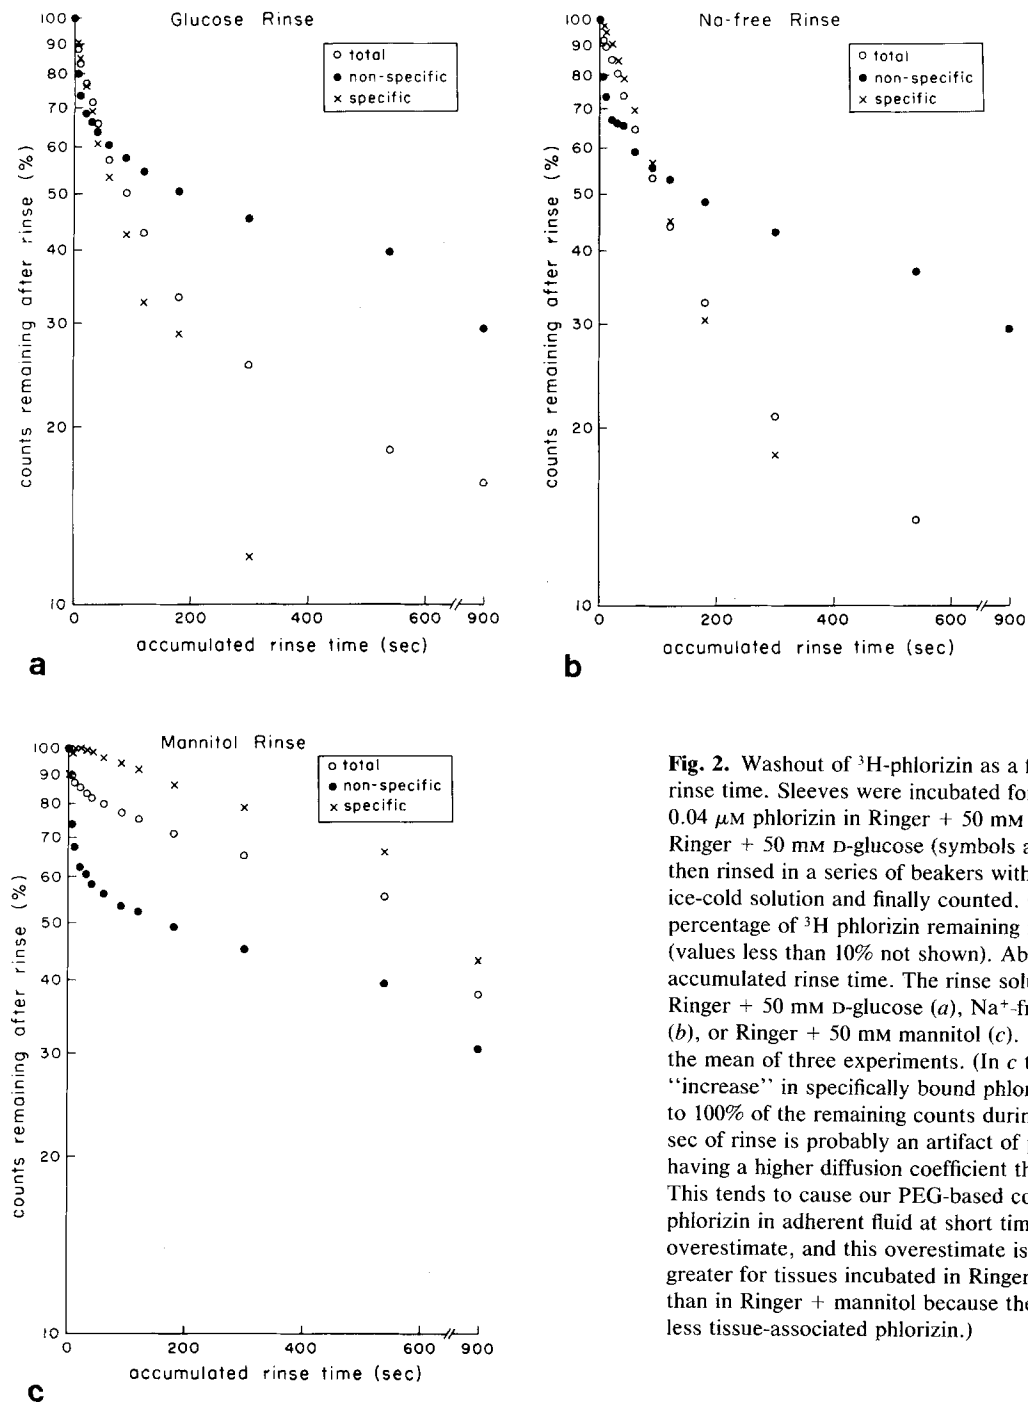 Glucose Rinse
total
non-specific
specific
counts remaining after rinse (%)
100
90
80
70
60
50
40
30
20
10
0
200
400
600
900
accumulated rinse time (sec)
a
Na-free Rinse
total
non-specific
specific
counts remaining after rinse (%)
100
90
80
70
60
50
40
30
20
10
0
200
400
600
900
accumulated rinse time (sec)
b
Mannitol Rinse
total
non-specific
specific
counts remaining after rinse (%)
100
90
80
70
60
50
40
30
20
10
0
200
400
600
900
accumulated rinse time (sec)
c
Fig. 2. Washout of ³H-phlorizin as a f
rinse time. Sleeves were incubated for
0.04 μM phlorizin in Ringer + 50 mM
Ringer + 50 mM D-glucose (symbols a
then rinsed in a series of beakers with
ice-cold solution and finally counted.
percentage of ³H phlorizin remaining
(values less than 10% not shown). Ab
accumulated rinse time. The rinse solu
Ringer + 50 mM D-glucose (a), Na⁺-fr
(b), or Ringer + 50 mM mannitol (c).
the mean of three experiments. (In c t
"increase" in specifically bound phlor
to 100% of the remaining counts durin
sec of rinse is probably an artifact of
having a higher diffusion coefficient th
This tends to cause our PEG-based co
phlorizin in adherent fluid at short tim
overestimate, and this overestimate is
greater for tissues incubated in Ringer
than in Ringer + mannitol because the
less tissue-associated phlorizin.)